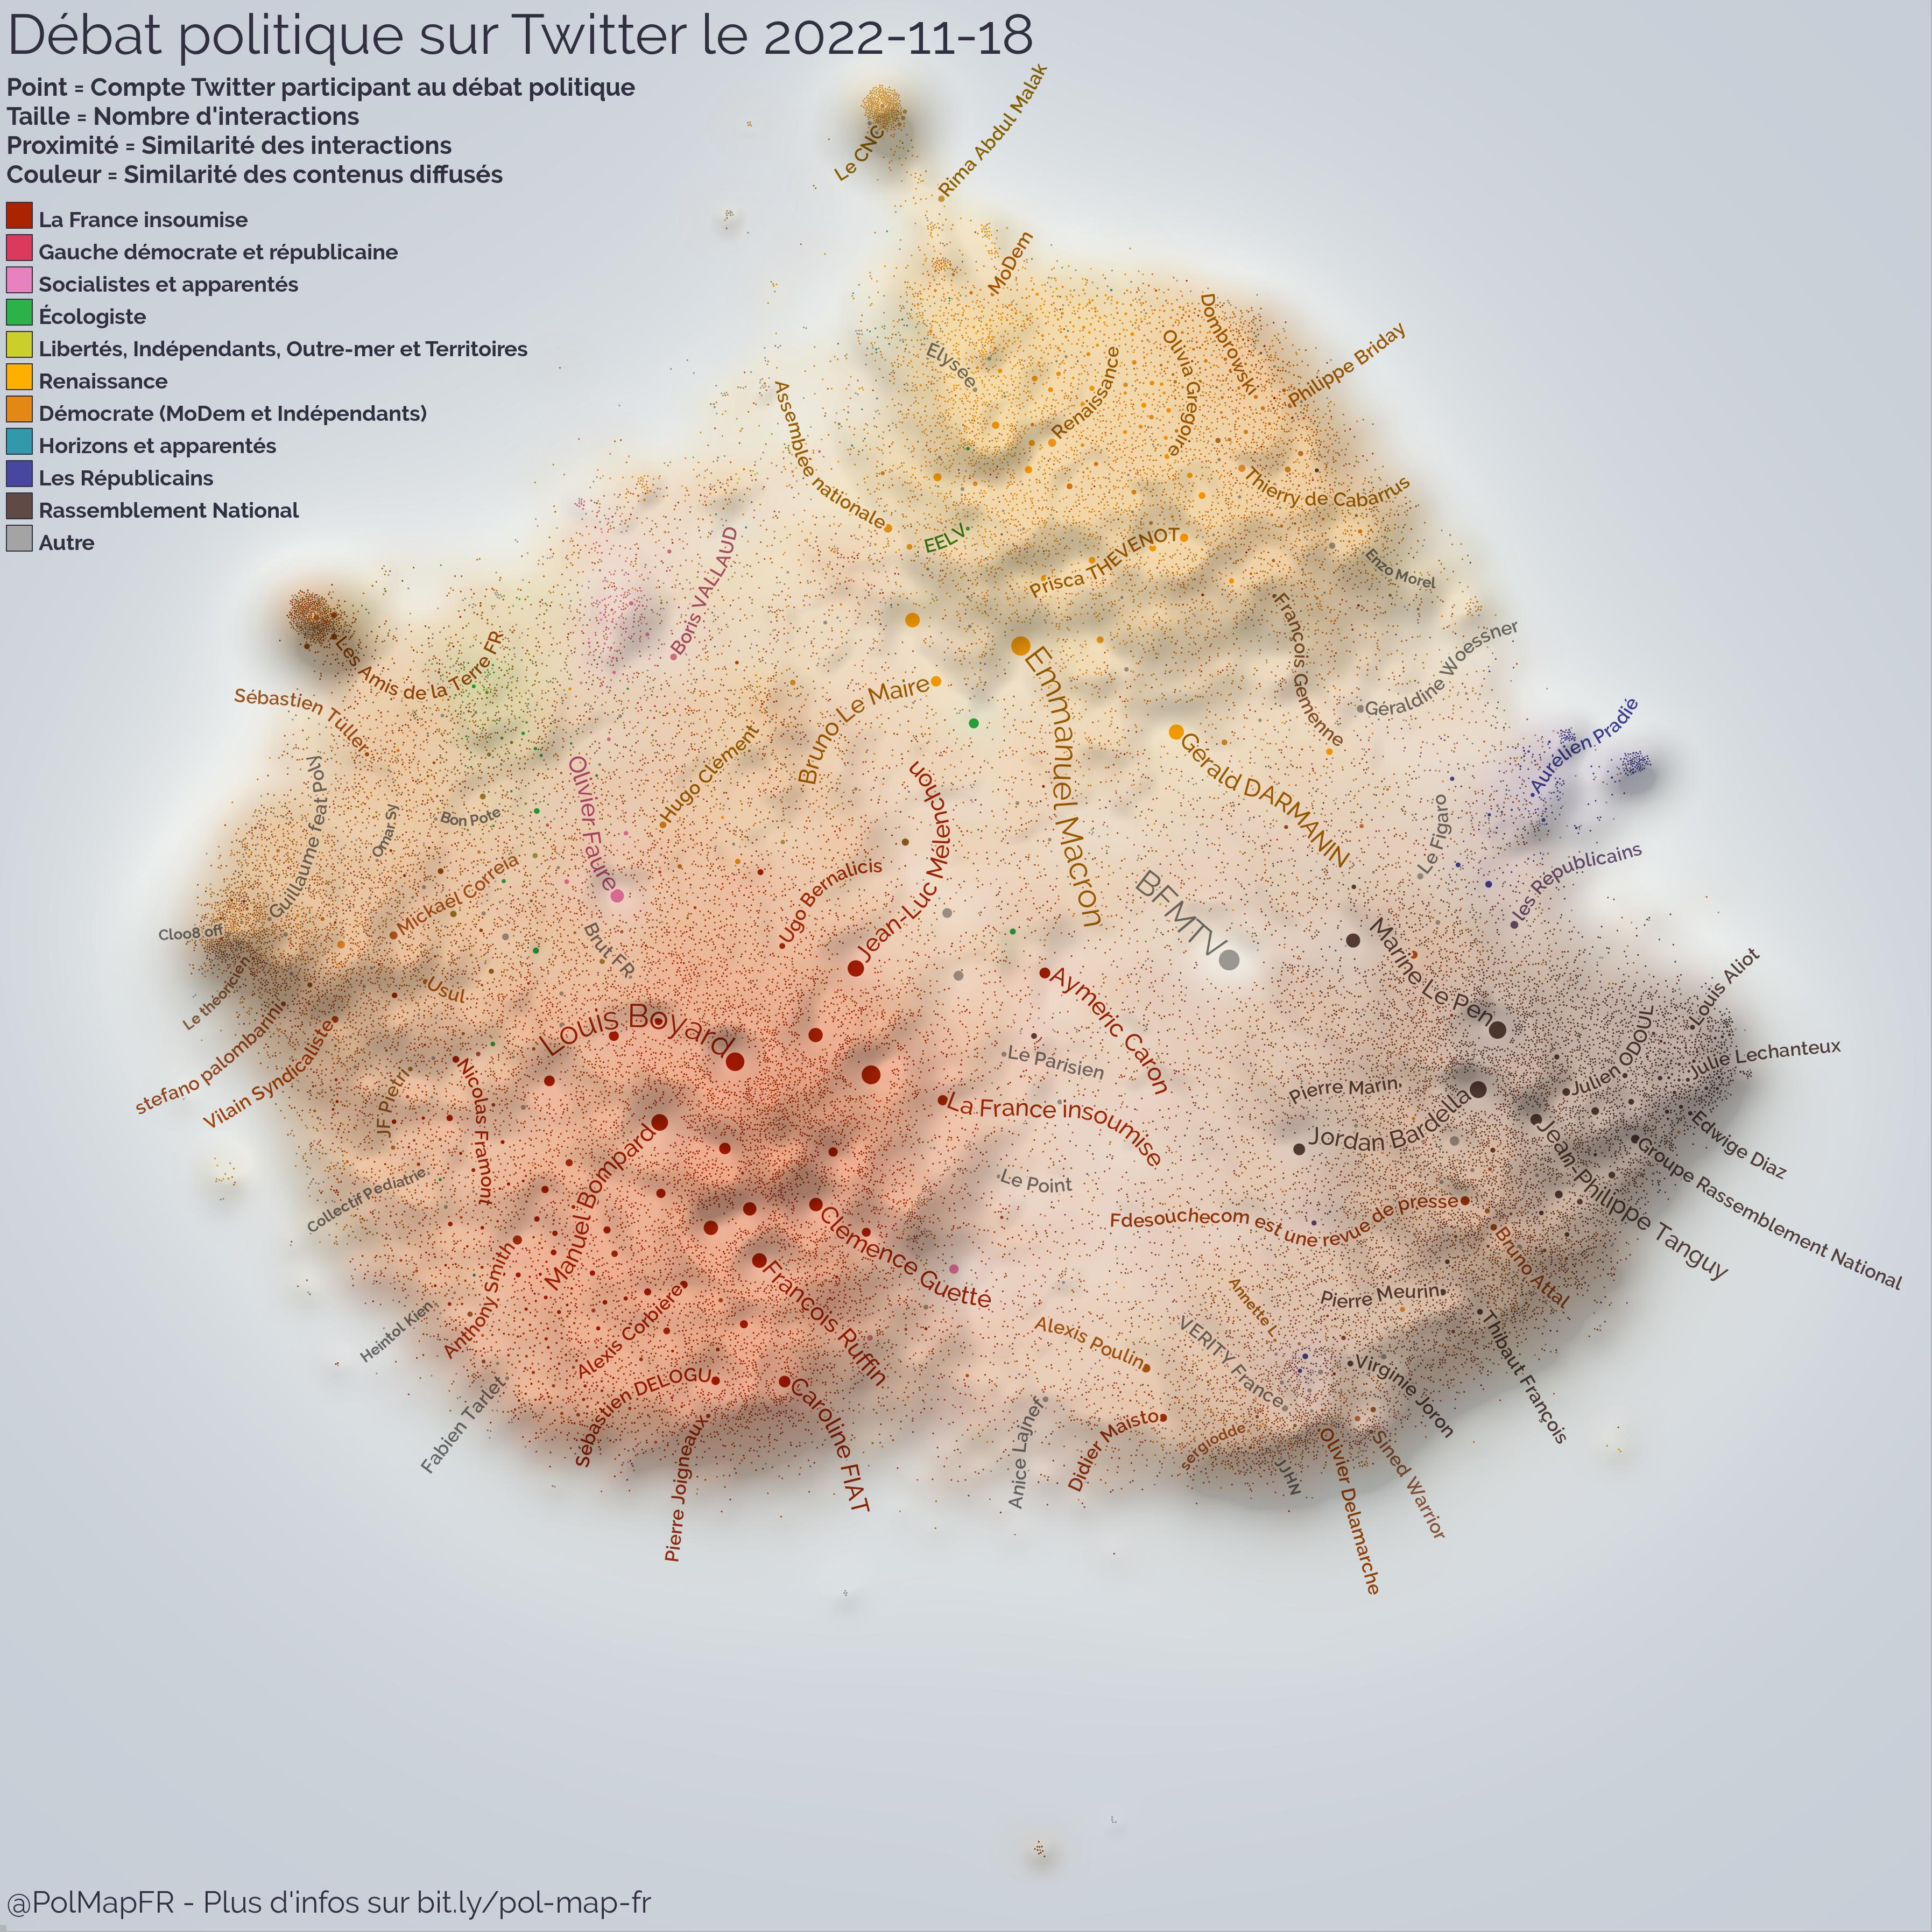 Débat politique sur Twitter le 2022-11-18
Point = Compte Twitter participant au débat politique
Taille = Nombre d'interactions
Proximité = Similarité des interactions
Couleur = Similarité des contenus diffusés
La France insoumise
Gauche démocrate et républicaine
Socialistes et apparentés
Écologiste
Libertés, Indépendants, Outre-mer et Territoires
Renaissance
Démocrate (MoDem et Indépendants)
Horizons et apparentés
Les Républicains
Rassemblement National
Autre
Le CNC
Rima Abdul Malak
MoDem
Elysée
Renaissance
Olivia Gregoire
Dombrowski
Philippe Briday
Assemblée nationale
EELV
Thierry de Cabarrus
Prisca THEVENOT
Enzo Morel
Boris VALLAUD
Les Amis de la Terre FR
Sébastien Tüller
François Gemenne
Géraldine Woessner
Emmanuel Macron
Bruno Le Maire
Gérald DARMANIN
Aurélien Pradié
Hugo Clément
Olivier Faure
Guillaume feat Poly
Omar Sy
Bon Pote
Jean-Luc Mélenchon
Le Figaro
les Républicains
Mickaël Correia
Ugo Bernalicis
BFMTV
Cloo8 off
Brut FR
Marine Le Pen
Le théoricien
Usul
Louis Aliot
stefano palombarini
Vilain Syndicaliste
Louis Boyard
Aymeric Caron
Le Parisien
Julien ODOUL
Julie Lechanteux
JF Pietri
Nicolas Framont
La France insoumise
Pierre Marin
Jordan Bardella
Edwige Diaz
Manuel Bompard
Jean-Philippe Tanguy
Groupe Rassemblement National
Collectif Pediatrie
Le Point
Clémence Guetté
Fdesouchecom est une revue de presse
Bruno Attal
Anthony Smith
François Ruffin
Alexis Corbière
Annette L
Pierre Meurin
Heintol Kien
Alexis Poulin
VERITY France
Thibaut François
Virginie Joron
Sébastien DELOGU
Caroline FIAT
Fabien Tarlet
Pierre Joigneaux
Anice Lajnef
Didier Maisto
sergiodde
JJHN
Olivier Delamarche
Sined Warrior
@PolMapFR - Plus d'infos sur bit.ly/pol-map-fr